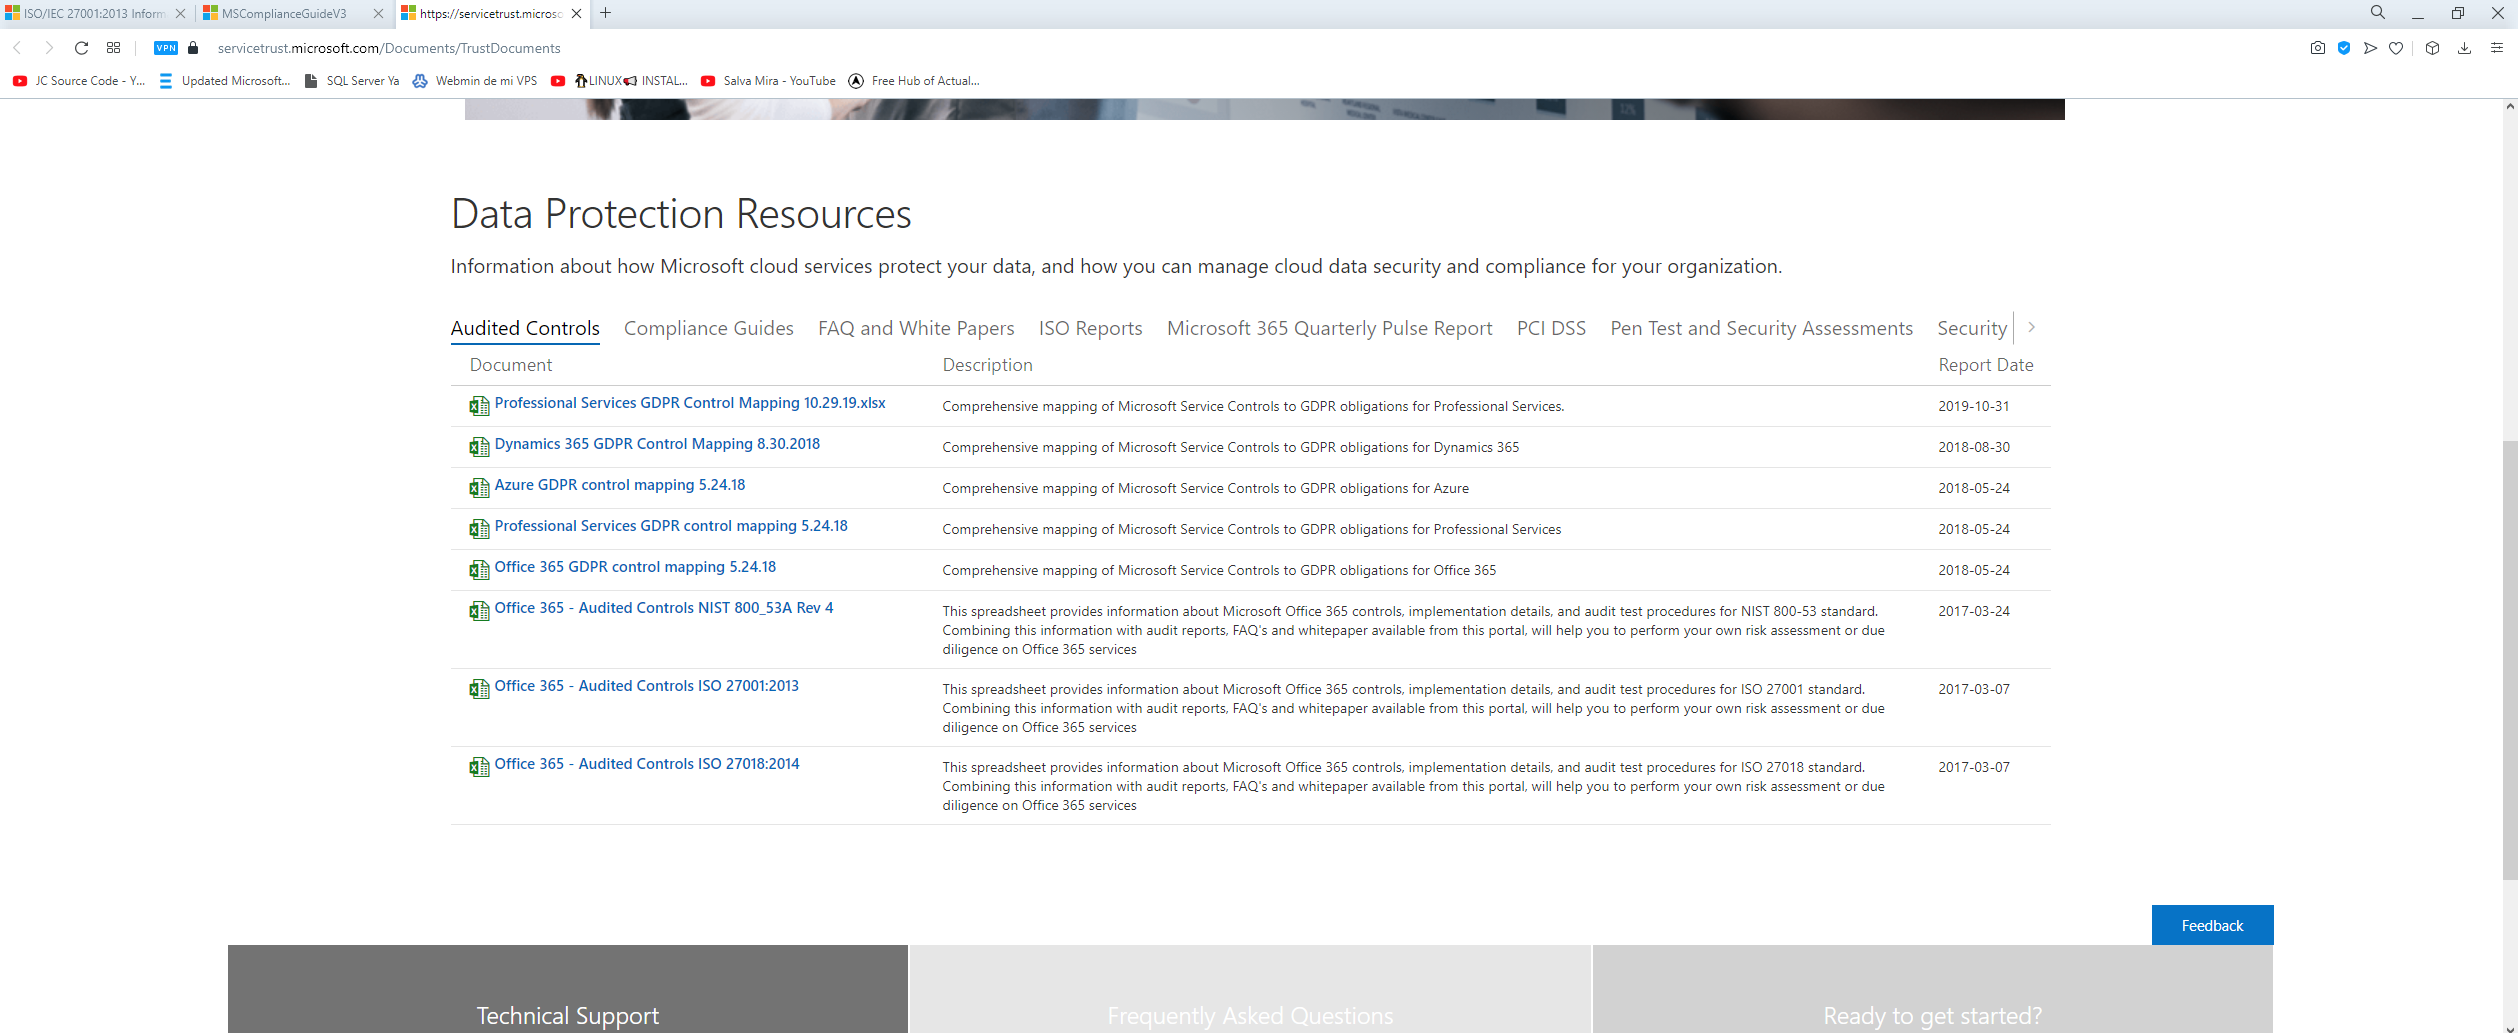 ISO/IEC 27001:2013 Inform
MSComplianceGuideV3
https://servicetrust.microso
VPN
servicetrust.microsoft.com/Documents/TrustDocuments
JC Source Code - Y...
Updated Microsoft...
SQL Server Ya
Webmin de mi VPS
LINUX INSTAL...
Salva Mira - YouTube
Free Hub of Actual...
Data Protection Resources
Information about how Microsoft cloud services protect your data, and how you can manage cloud data security and compliance for your organization.
Audited Controls Compliance Guides FAQ and White Papers ISO Reports Microsoft 365 Quarterly Pulse Report PCI DSS Pen Test and Security Assessments Security
Document Description Report Date
Professional Services GDPR Control Mapping 10.29.19.xlsx Comprehensive mapping of Microsoft Service Controls to GDPR obligations for Professional Services. 2019-10-31
Dynamics 365 GDPR Control Mapping 8.30.2018 Comprehensive mapping of Microsoft Service Controls to GDPR obligations for Dynamics 365 2018-08-30
Azure GDPR control mapping 5.24.18 Comprehensive mapping of Microsoft Service Controls to GDPR obligations for Azure 2018-05-24
Professional Services GDPR control mapping 5.24.18 Comprehensive mapping of Microsoft Service Controls to GDPR obligations for Professional Services 2018-05-24
Office 365 GDPR control mapping 5.24.18 Comprehensive mapping of Microsoft Service Controls to GDPR obligations for Office 365 2018-05-24
Office 365 - Audited Controls NIST 800_53A Rev 4 This spreadsheet provides information about Microsoft Office 365 controls, implementation details, and audit test procedures for NIST 800-53 standard. 2017-03-24
Combining this information with audit reports, FAQ's and whitepaper available from this portal, will help you to perform your own risk assessment or due
diligence on Office 365 services
Office 365 - Audited Controls ISO 27001:2013 This spreadsheet provides information about Microsoft Office 365 controls, implementation details, and audit test procedures for ISO 27001 standard. 2017-03-07
Combining this information with audit reports, FAQ's and whitepaper available from this portal, will help you to perform your own risk assessment or due
diligence on Office 365 services
Office 365 - Audited Controls ISO 27018:2014 This spreadsheet provides information about Microsoft Office 365 controls, implementation details, and audit test procedures for ISO 27018 standard. 2017-03-07
Combining this information with audit reports, FAQ's and whitepaper available from this portal, will help you to perform your own risk assessment or due
diligence on Office 365 services
Feedback
Technical Support
Frequently Asked Questions
Ready to get started?